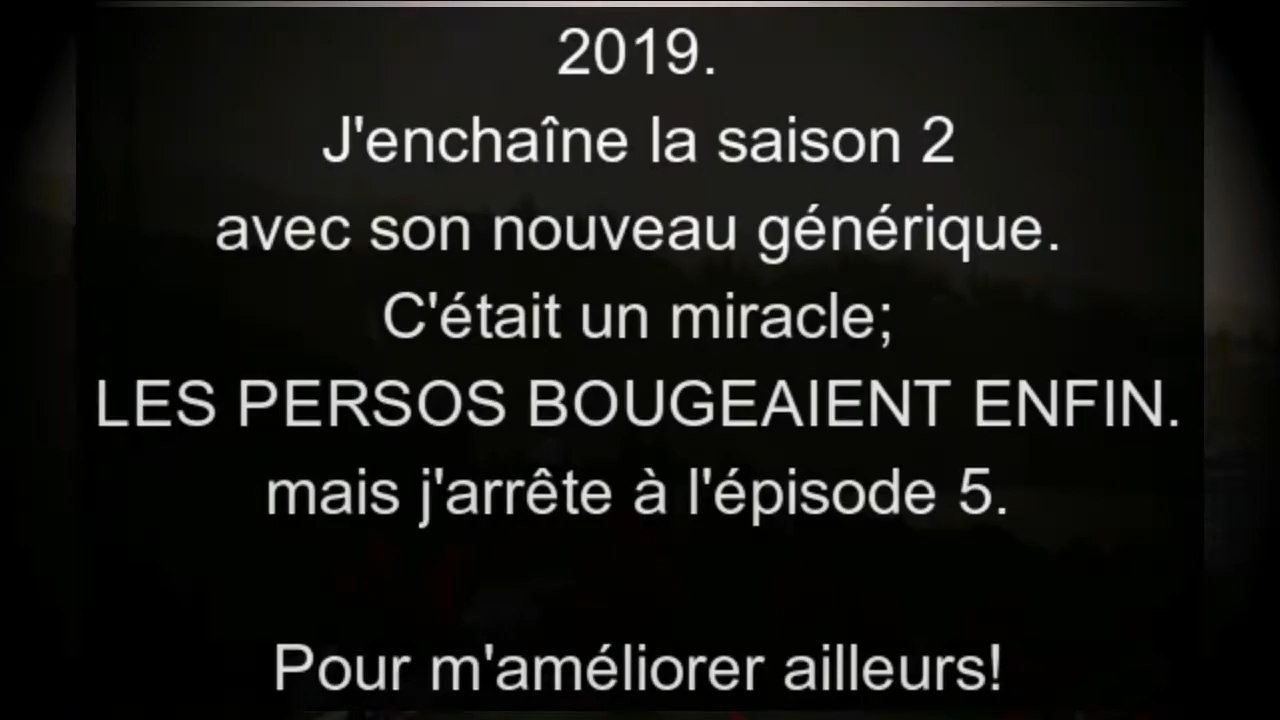 2019.
J'enchaîne la saison 2
avec son nouveau générique.
C'était un miracle;
LES PERSOS BOUGEAIENT ENFIN.
mais j'arrête à l'épisode 5.
Pour m'améliorer ailleurs!